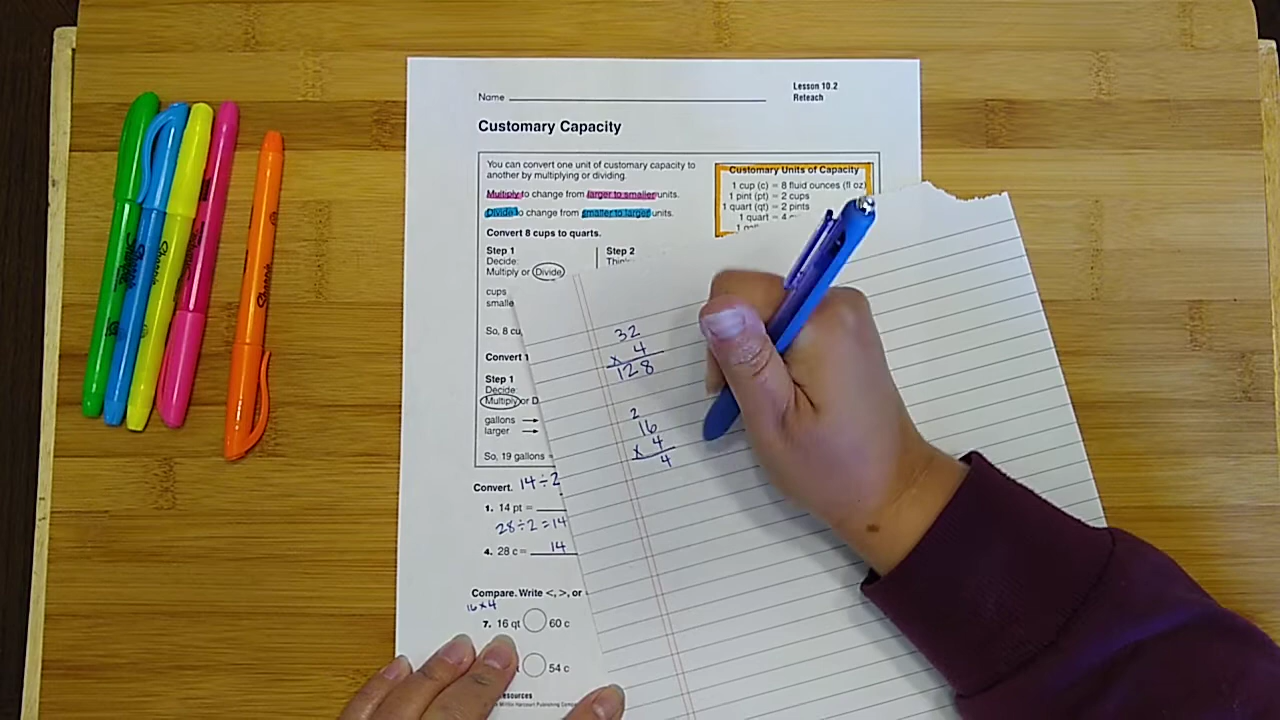 Lesson 10.2
Reteach
Name
Customary Capacity
You can convert one unit of customary capacity to
another by multiplying or dividing.
Multiply to change from larger to smaller units.
Divide to change from smaller to larger units.
Customary Units of Capacity
1 cup (c) = 8 fluid ounces (fl oz)
1 pint (pt) = 2 cups
1 quart (qt) = 2 pints
1 quart = 4
Convert 8 cups to quarts.
Step 1
Decide:
Multiply or Divide
Step 2
cups
smalle
So, 8 cu
Convert 1
Step 1
Decide:
Multiply or D
gallons →
larger →
So, 19 gallons =
Convert. 14 ÷ 2
1. 14 pt =
28 ÷ 2 = 14
4. 28 c = 14
Compare. Write <, >, or
16 x 4
7. 16 qt 60 c
54 c
32
x 4
128
2
16
x 4
4
Sharpie